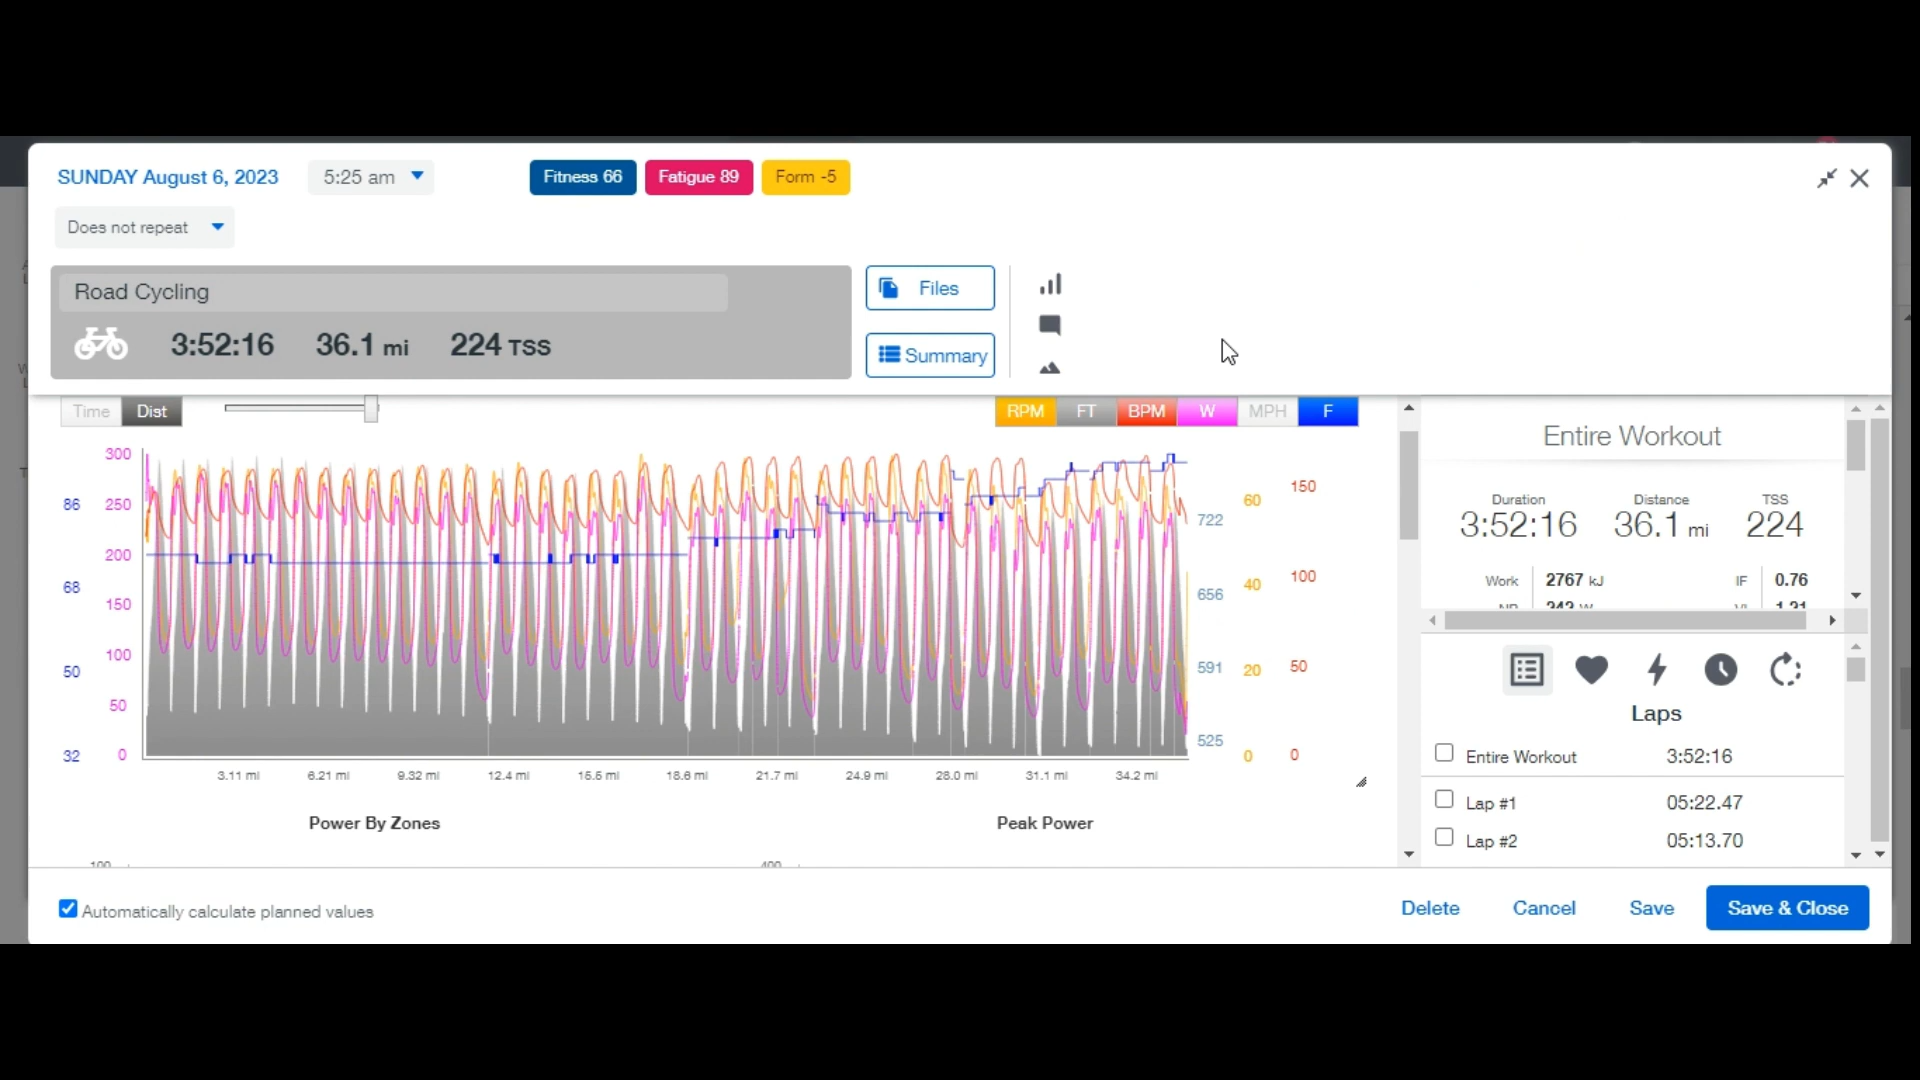 SUNDAY August 6, 2023
5:25 am
Fitness 66
Fatigue 89
Form -5
Does not repeat
Road Cycling
3:52:16 36.1 mi 224 TSS
Files
Summary
Time Dist
RPM FT BPM W MPH F
300
250
200
150
100
50
0
86
68
50
32
722
656
591
525
60
40
20
0
150
100
50
0
3.11 mi 6.21 mi 9.32 mi 12.4 mi 15.5 mi 18.6 mi 21.7 mi 24.9 mi 28.0 mi 31.1 mi 34.2 mi
Power By Zones
Peak Power
100
400
Entire Workout
Duration Distance TSS
3:52:16 36.1 mi 224
Work 2767 kJ IF 0.76
NP 242 W VI 1.21
Laps
Entire Workout 3:52:16
Lap #1 05:22.47
Lap #2 05:13.70
Automatically calculate planned values
Delete Cancel Save Save & Close